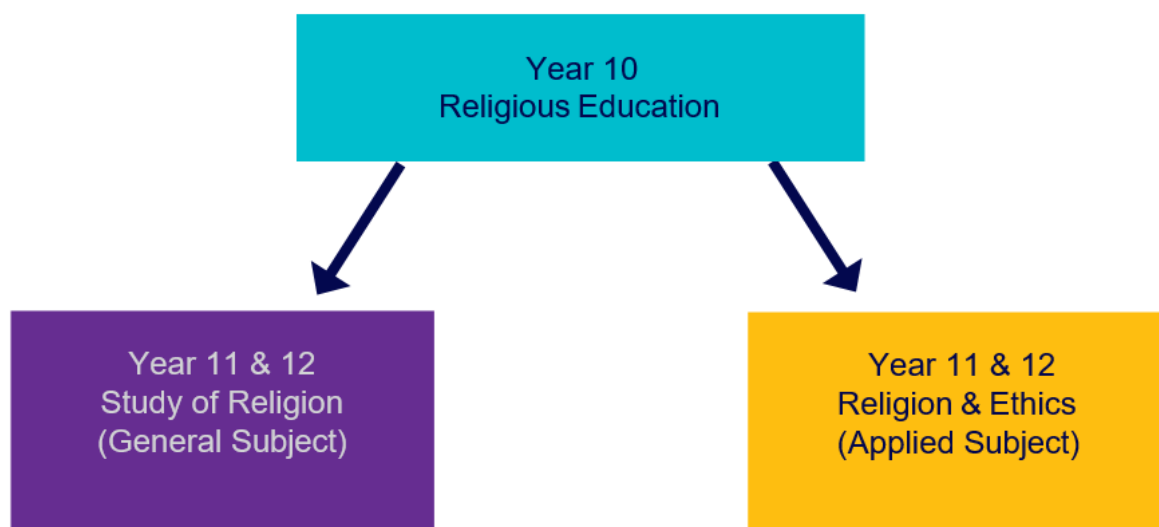 Year 10
Religious Education
Year 11 & 12
Study of Religion
(General Subject)
Year 11 & 12
Religion & Ethics
(Applied Subject)